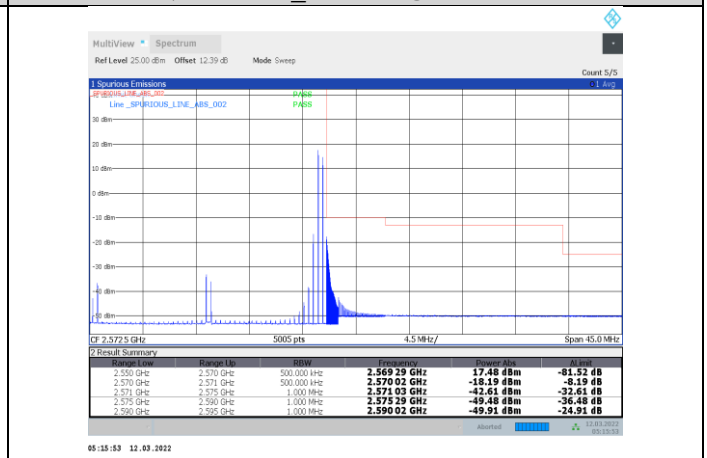 MultiView Spectrum
Ref Level 25.00 dBm Offset 12.39 dB Mode Sweep
Count 5/5
1 Spurious Emissions 1 Avg
SPURIOUS_LINE_ABS_002 PASS
Line _SPURIOUS_LINE_ABS_002 PASS
30 dBm
20 dBm
10 dBm
0 dBm
-10 dBm
-20 dBm
-30 dBm
-40 dBm
-50 dBm
CF 2.5725 GHz 5005 pts 4.5 MHz/ Span 45.0 MHz
2 Result Summary
Range Low Range Up RBW Frequency Power Abs ΔLimit
2.550 GHz 2.570 GHz 500.000 kHz 2.569 29 GHz 17.48 dBm -81.52 dB
2.570 GHz 2.571 GHz 500.000 kHz 2.570 02 GHz -18.19 dBm -8.19 dB
2.571 GHz 2.575 GHz 1.000 MHz 2.571 03 GHz -42.61 dBm -32.61 dB
2.575 GHz 2.590 GHz 1.000 MHz 2.575 29 GHz -49.48 dBm -36.48 dB
2.590 GHz 2.595 GHz 1.000 MHz 2.590 02 GHz -49.91 dBm -24.91 dB
Aborted 12.03.2022
05:15:53
05:15:53 12.03.2022